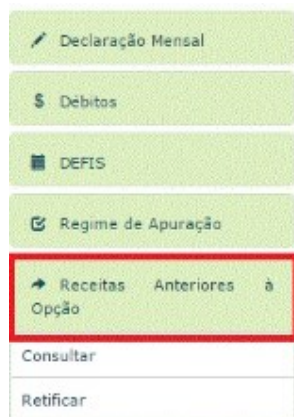 Declaração Mensal
$ Débitos
DEFIS
Regime de Apuração
Receitas Anteriores à
Opção
Consultar
Retificar